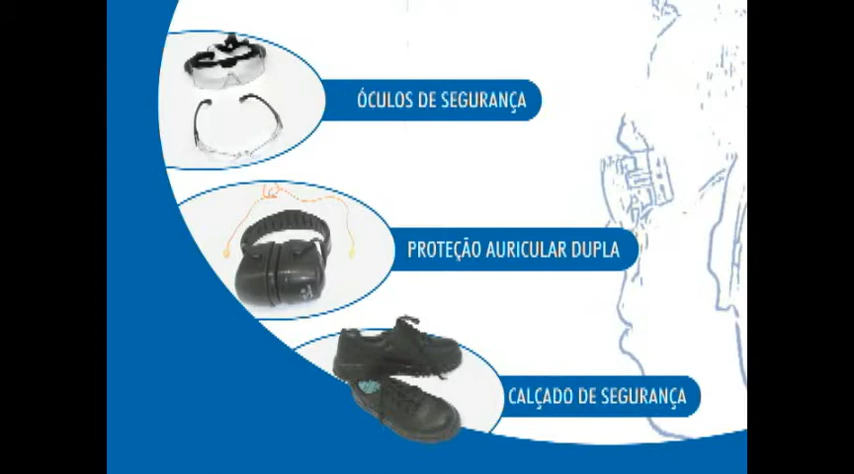 ÓCULOS DE SEGURANÇA
PROTEÇÃO AURICULAR DUPLA
CALÇADO DE SEGURANÇA